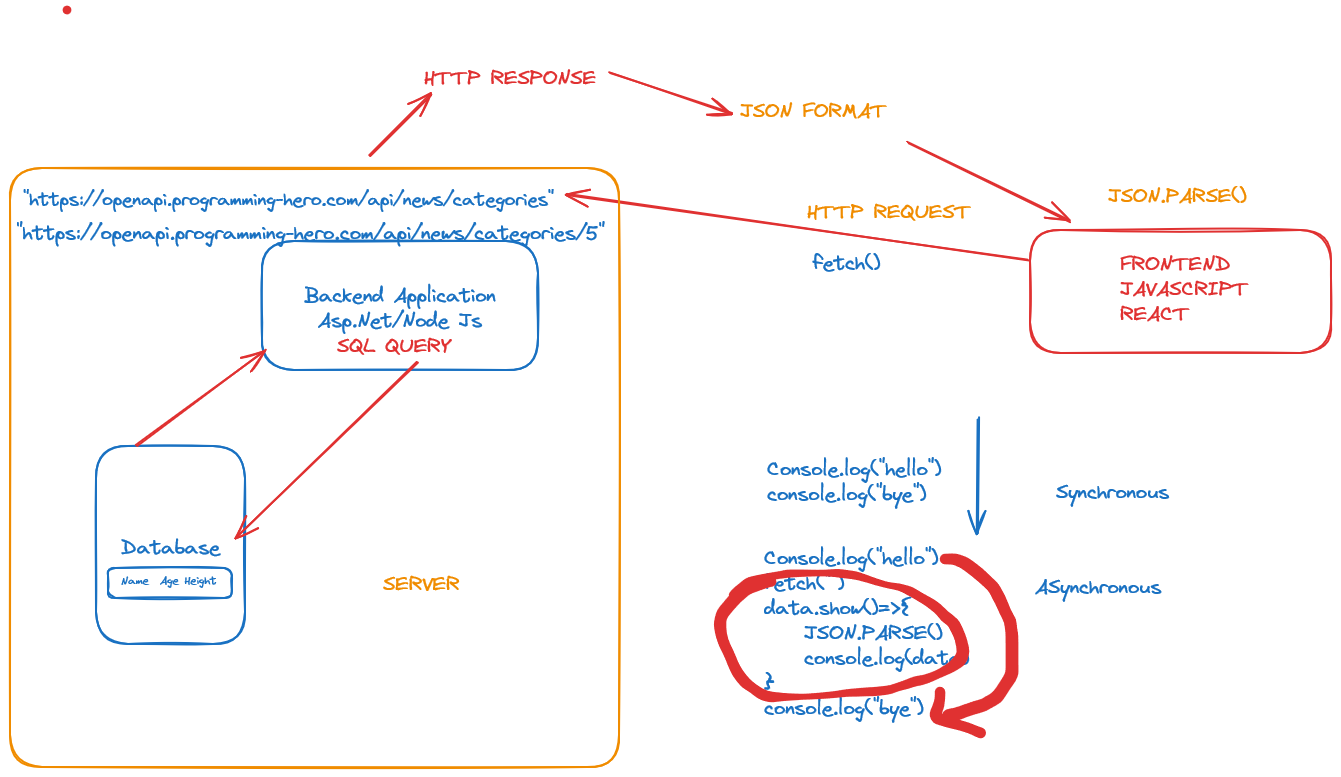 HTTP RESPONSE
JSON FORMAT
"https://openapi.programming-hero.com/api/news/categories"
"https://openapi.programming-hero.com/api/news/categories/5"
HTTP REQUEST
fetch()
JSON.PARSE()
FRONTEND
JAVASCRIPT
REACT
Backend Application
Asp.Net/Node Js
SQL QUERY
Database
Name Age Height
SERVER
Console.log("hello")
console.log("bye")
Synchronous
Console.log("hello")
fetch( )
data.show()=>{
JSON.PARSE()
console.log(data)
}
console.log("bye")
ASynchronous